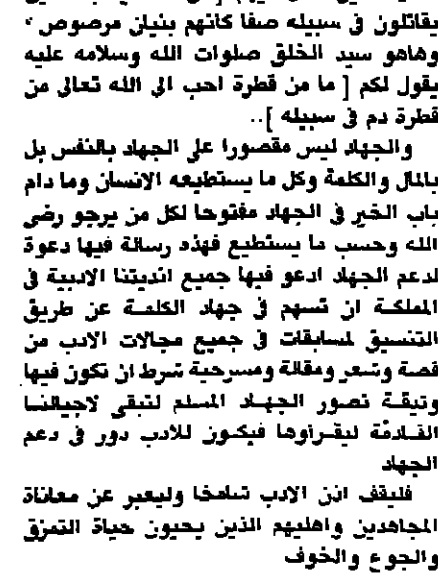 يقاتلون في سبيله صفا كانهم بنيان مرصوص "
وهاهو سيد الخلق صلوات الله وسلامه عليه
يقول لكم [ ما من قطرة احب الى الله تعالى من
قطرة دم في سبيله ] ..
والجهاد ليس مقصورا على الجهاد بالنفس بل
بالمال والكلمة وكل ما يستطيعه الانسان وما دام
باب الخير في الجهاد مفتوحا لكل من يرجو رضى
الله وحسب ما يستطيع فهذه رسالة فيها دعوة
لدعم الجهاد ادعو فيها جميع انديتنا الادبية في
المملكة ان تسهم في جهاد الكلمة عن طريق
التنسيق لمسابقات في جميع مجالات الادب من
قصة وشعر ومقالة ومسرحية شرط ان تكون فيها
وثيقة تصور الجهاد المسلم لتبقى لاجيالنا
القادمة ليقرأوها فيكون للادب دور في دعم
الجهاد
فليقف اذن الادب شامخا وليعبر عن معاناة
المجاهدين واهليهم الذين يحيون حياة التمزق
والجوع والخوف